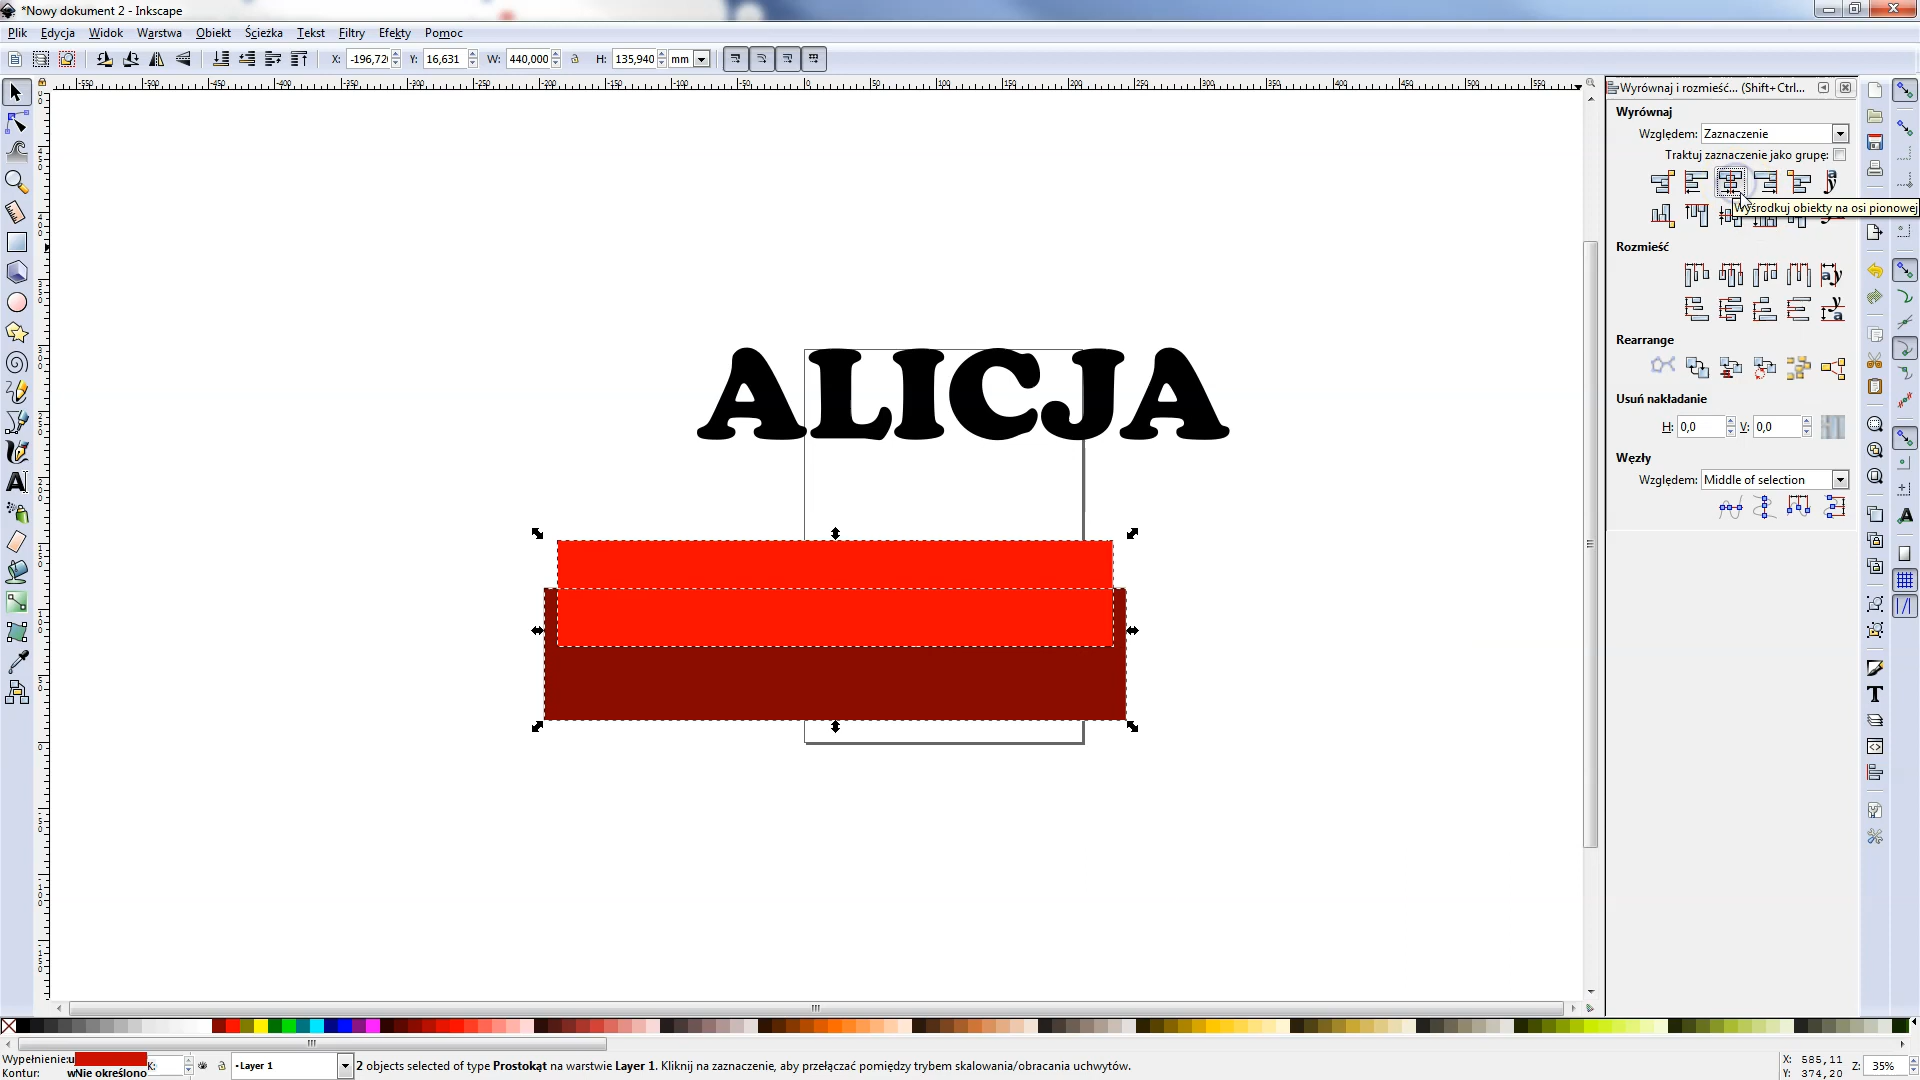 *Nowy dokument 2 - Inkscape
Plik Edycja Widok Warstwa Obiekt Ścieżka Tekst Filtry Efekty Pomoc
X: -196,72 Y: 16,631 W: 440,000 H: 135,940 mm
Wyrównaj i rozmieść... (Shift+Ctrl...
Wyrównaj
Względem: Zaznaczenie
Traktuj zaznaczenie jako grupę:
Wyśrodkuj obiekty na osi pionowej
Rozmieść
Rearrange
Usuń nakładanie
H: 0,0 V: 0,0
Węzły
Względem: Middle of selection
ALICJA
Wypełnienie:
Kontur: Nie określono
K:
•Layer 1
2 objects selected of type Prostokąt na warstwie Layer 1. Kliknij na zaznaczenie, aby przełączać pomiędzy trybem skalowania/obracania uchwytów.
X: 585,11
Y: 374,20
Z: 35%